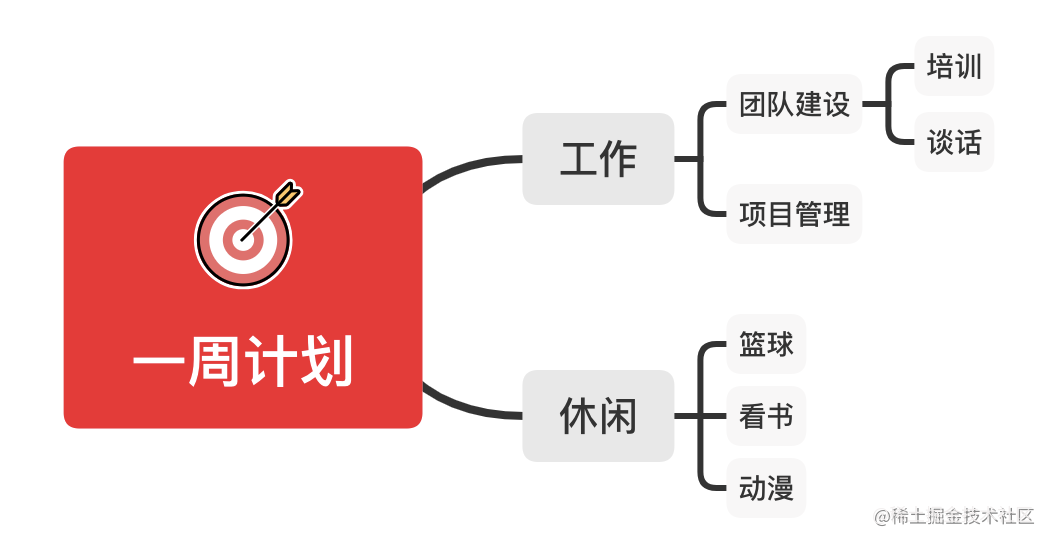 一周计划
工作
团队建设
培训
谈话
项目管理
休闲
篮球
看书
动漫
@稀土掘金技术社区